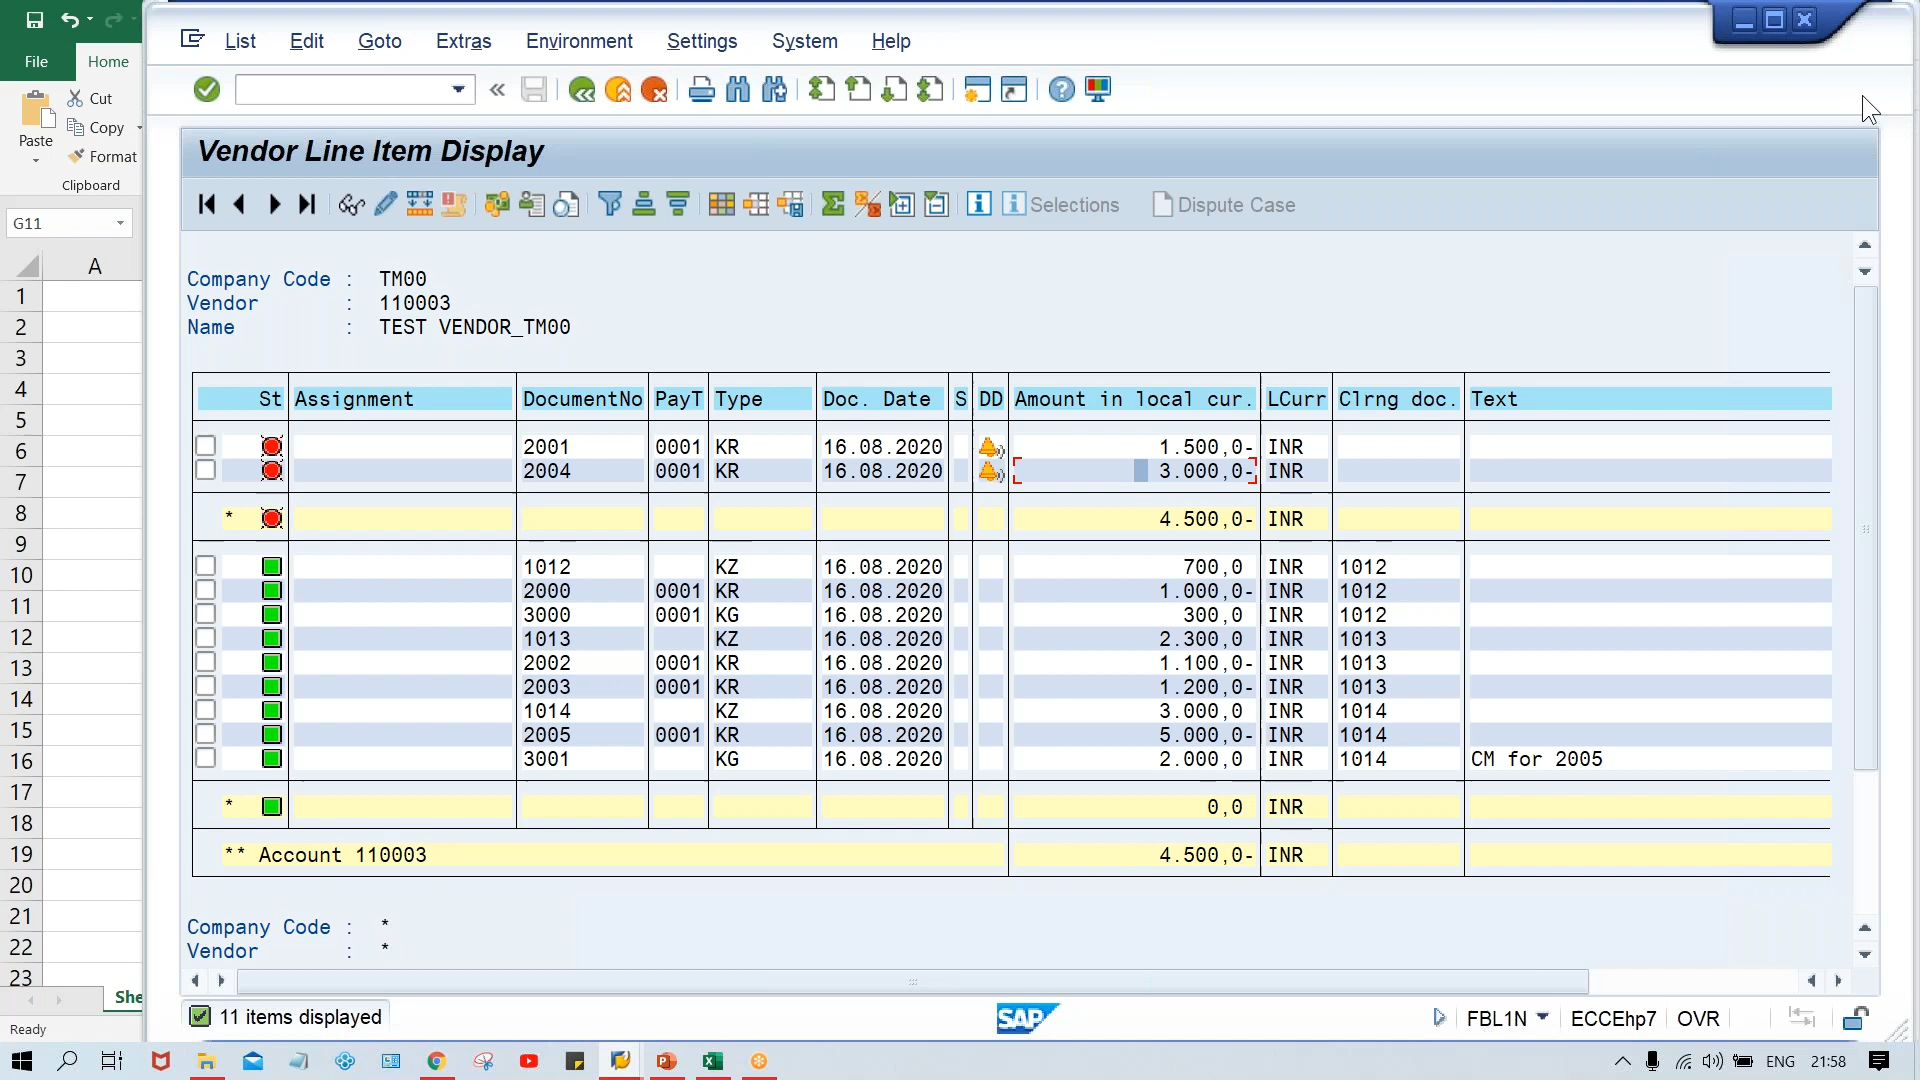 File Home
List Edit Goto Extras Environment Settings System Help
Cut
Copy
Paste
Format
Clipboard
Vendor Line Item Display
Selections Dispute Case
G11
A
1
2
3
4
5
6
7
8
9
10
11
12
13
14
15
16
17
18
19
20
21
22
23
Company Code : TM00
Vendor : 110003
Name : TEST VENDOR_TM00
St Assignment DocumentNo PayT Type Doc. Date S DD Amount in local cur. LCurr Clrng doc. Text
2001 0001 KR 16.08.2020 1.500,0- INR
2004 0001 KR 16.08.2020 3.000,0- INR
* 4.500,0- INR
1012 KZ 16.08.2020 700,0 INR 1012
2000 0001 KR 16.08.2020 1.000,0- INR 1012
3000 0001 KG 16.08.2020 300,0 INR 1012
1013 KZ 16.08.2020 2.300,0 INR 1013
2002 0001 KR 16.08.2020 1.100,0- INR 1013
2003 0001 KR 16.08.2020 1.200,0- INR 1013
1014 KZ 16.08.2020 3.000,0 INR 1014
2005 0001 KR 16.08.2020 5.000,0- INR 1014
3001 KG 16.08.2020 2.000,0 INR 1014 CM for 2005
* 0,0 INR
** Account 110003 4.500,0- INR
Company Code : *
Vendor : *
She
Ready
11 items displayed
SAP
FBL1N ECCEhp7 OVR
ENG 21:58